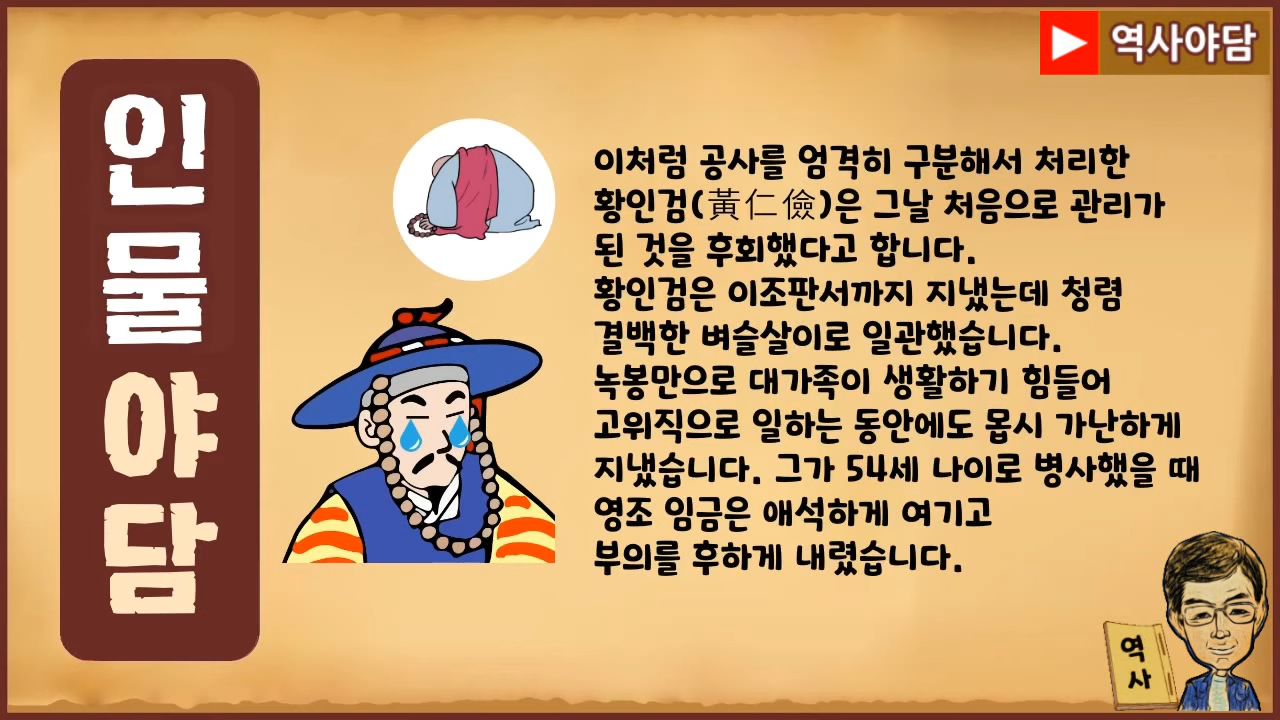 역사야담
인물야담
이처럼 공사를 엄격히 구분해서 처리한
황인검(黃仁儉)은 그날 처음으로 관리가
된 것을 후회했다고 합니다.
황인검은 이조판서까지 지냈는데 청렴
결백한 벼슬살이로 일관했습니다.
녹봉만으로 대가족이 생활하기 힘들어
고위직으로 일하는 동안에도 몹시 가난하게
지냈습니다. 그가 54세 나이로 병사했을 때
영조 임금은 애석하게 여기고
부의를 후하게 내렸습니다.
역사